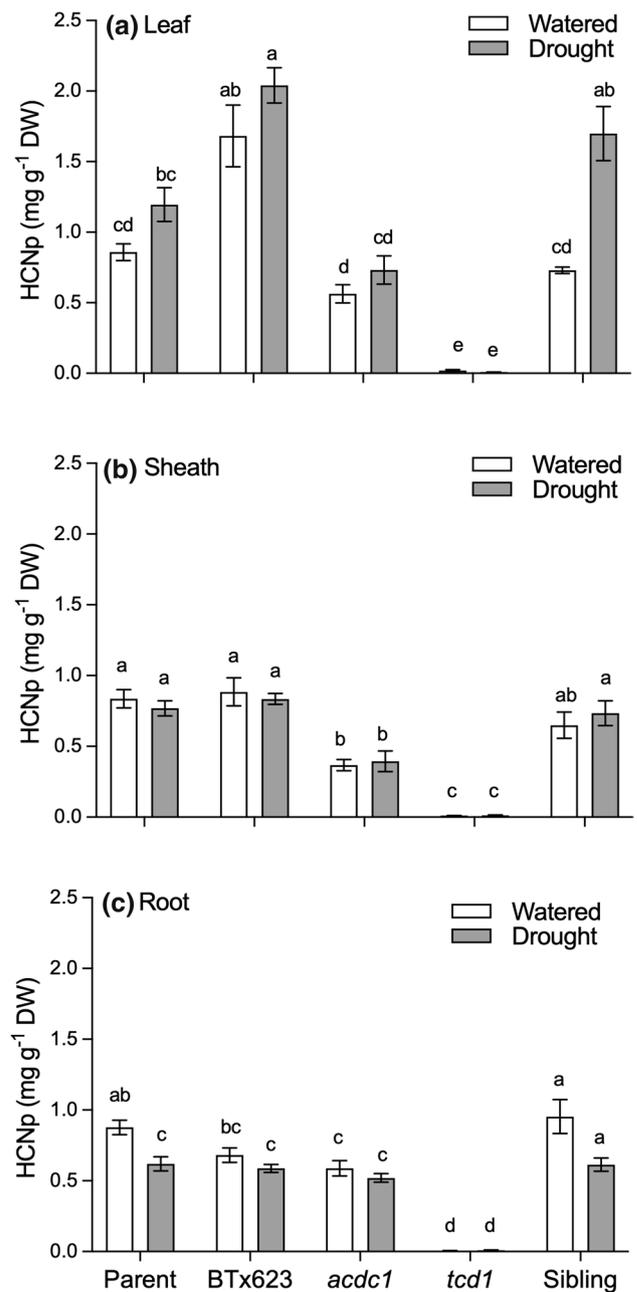 (a) Leaf
Watered
Drought
HCNp (mg g⁻¹ DW)
2.5
2.0
1.5
1.0
0.5
0.0
cd bc ab a d cd e e cd ab
(b) Sheath
Watered
Drought
HCNp (mg g⁻¹ DW)
2.5
2.0
1.5
1.0
0.5
0.0
a a a a b b c c ab a
(c) Root
Watered
Drought
HCNp (mg g⁻¹ DW)
2.5
2.0
1.5
1.0
0.5
0.0
ab c bc c c c d d a a
Parent BTx623 acdc1 tcd1 Sibling